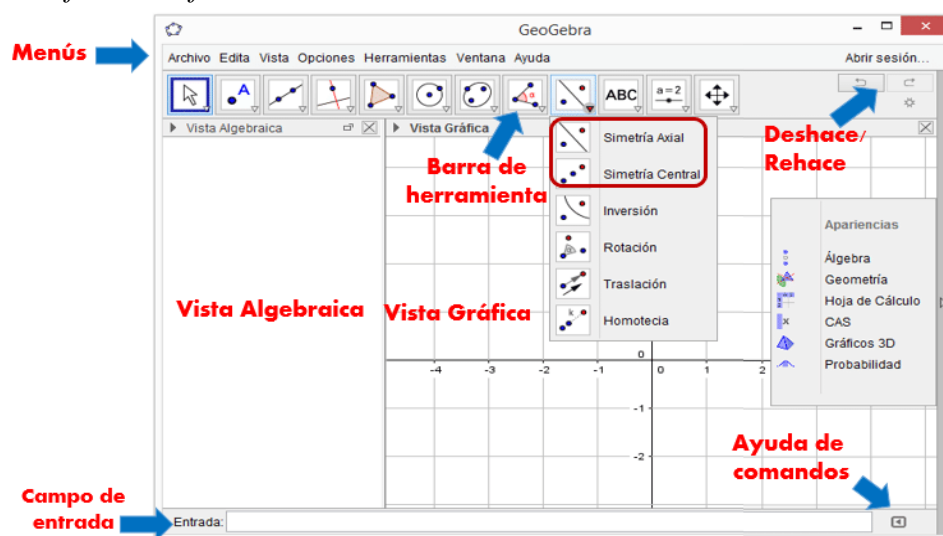 GeoGebra
Menús
Archivo Edita Vista Opciones Herramientas Ventana Ayuda
Abrir sesión...
A
α
ABC
a=2
Vista Algebraica
Vista Gráfica
Deshace/
Rehace
Barra de
herramienta
Simetría Axial
Simetría Central
Inversión
Rotación
Traslación
k
Homotecia
Apariencias
Álgebra
Geometría
Hoja de Cálculo
x CAS
Gráficos 3D
Probabilidad
Vista Algebraica
Vista Gráfica
0
-4 -3 -2 -1 0 1 2
-1
-2
Ayuda de
comandos
Campo de
entrada
Entrada: